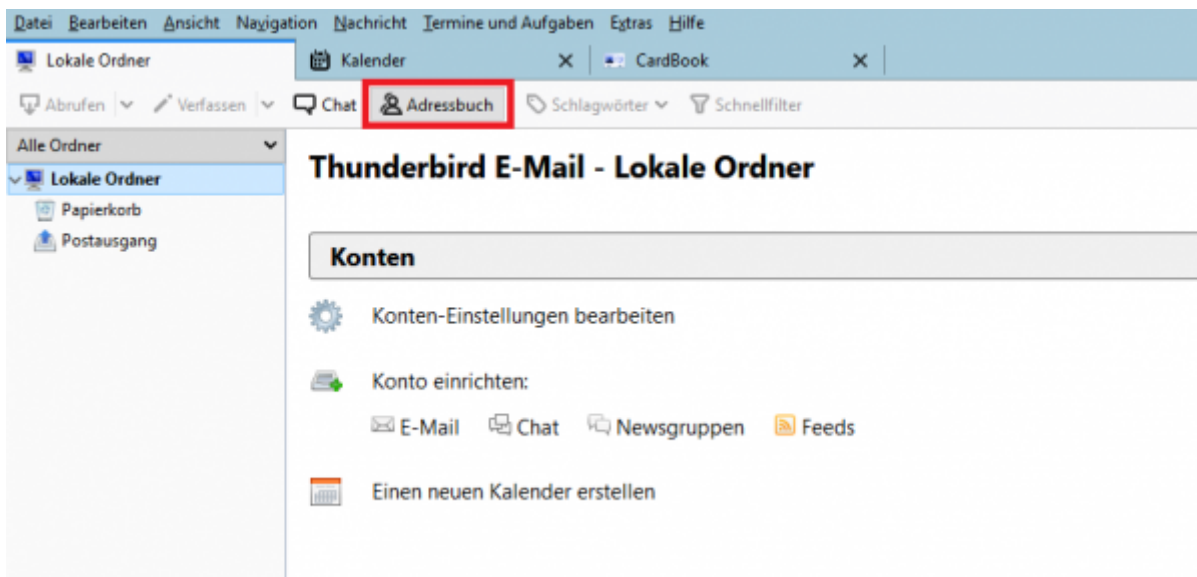 Datei Bearbeiten Ansicht Navigation Nachricht Termine und Aufgaben Extras Hilfe
Lokale Ordner Kalender CardBook
Abrufen Verfassen Chat Adressbuch Schlagwörter Schnellfilter
Alle Ordner
Lokale Ordner
Papierkorb
Postausgang
Thunderbird E-Mail - Lokale Ordner
Konten
Konten-Einstellungen bearbeiten
Konto einrichten:
E-Mail Chat Newsgruppen Feeds
Einen neuen Kalender erstellen